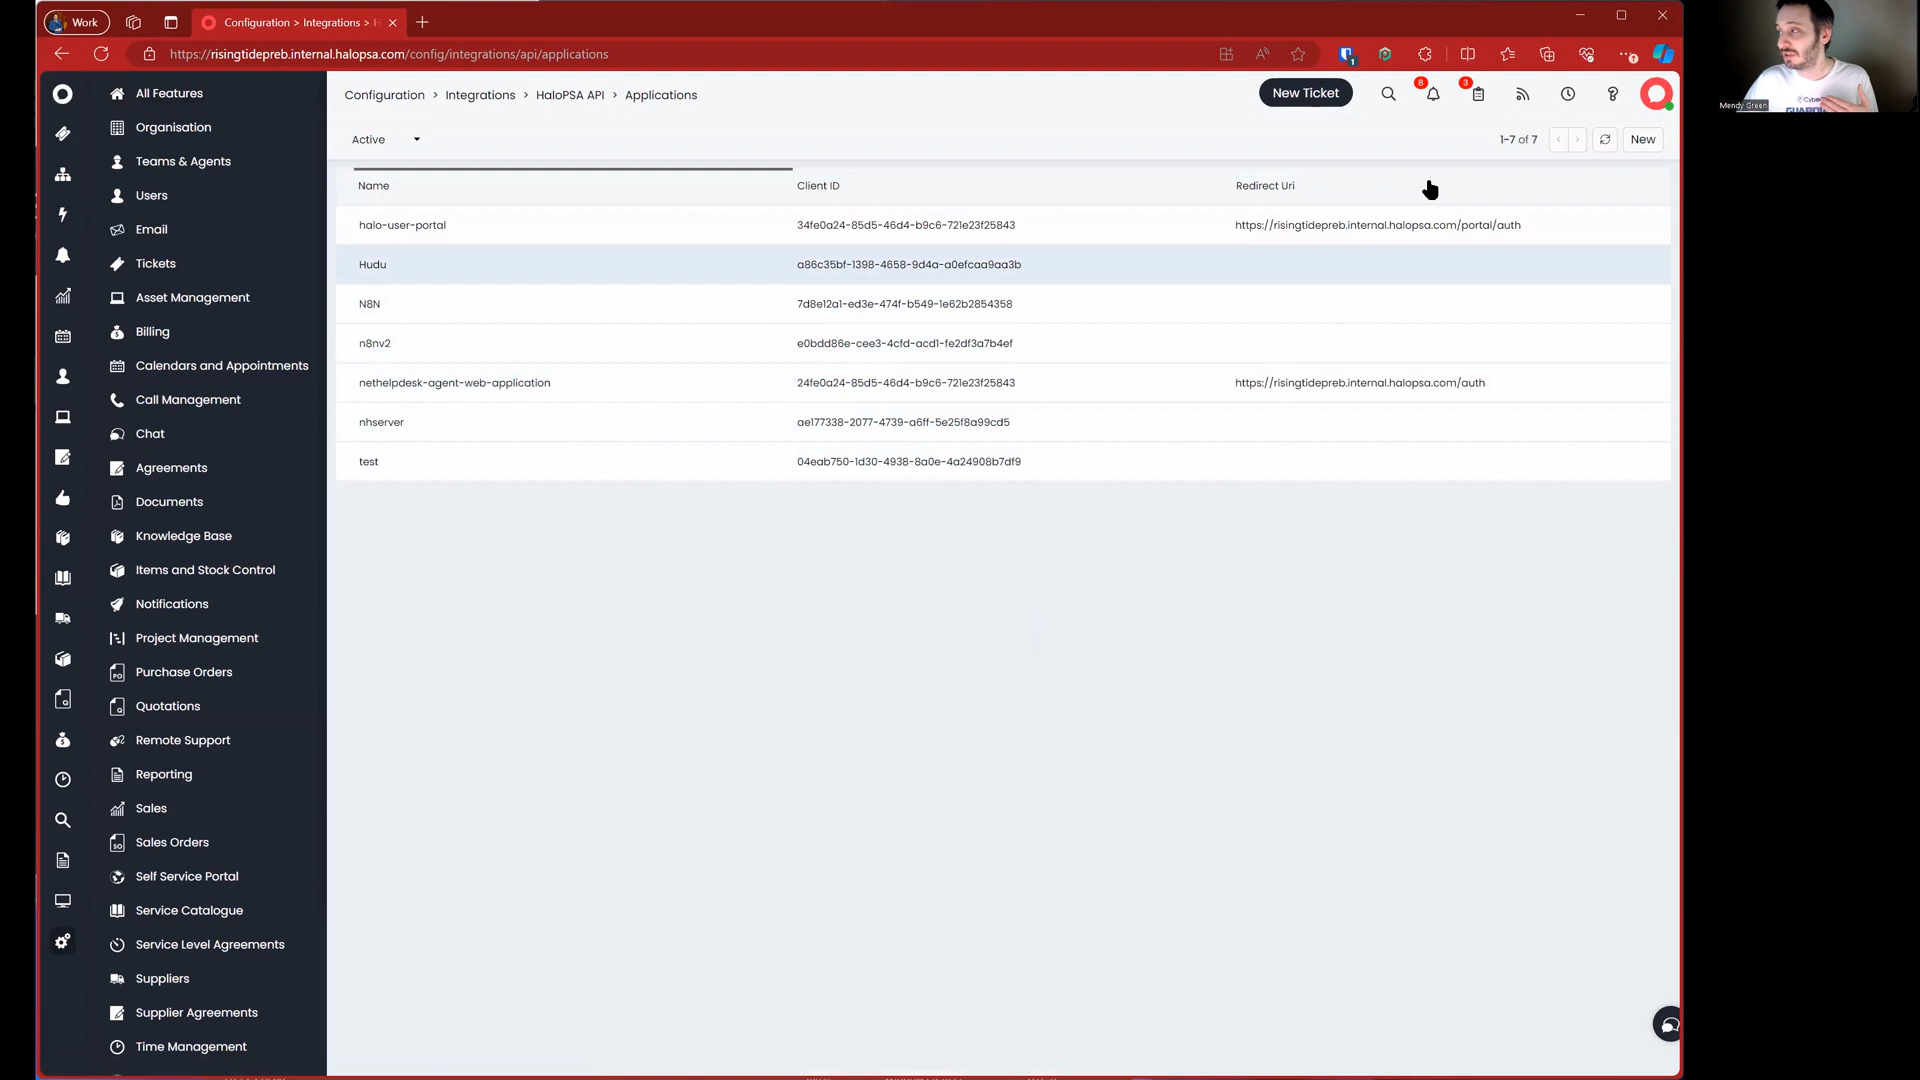 Work
Configuration > Integrations > H
https://risingtidepreb.internal.halopsa.com/config/integrations/api/applications
1
All Features
Organisation
Teams & Agents
Users
Email
Tickets
Asset Management
Billing
Calendars and Appointments
Call Management
Chat
Agreements
Documents
Knowledge Base
Items and Stock Control
Notifications
Project Management
Purchase Orders
Quotations
Remote Support
Reporting
Sales
Sales Orders
Self Service Portal
Service Catalogue
Service Level Agreements
Suppliers
Supplier Agreements
Time Management
Configuration > Integrations > HaloPSA API > Applications
New Ticket
8
3
Active
1-7 of 7
New
Name Client ID Redirect Uri
halo-user-portal 34fe0a24-85d5-46d4-b9c6-721e23f25843 https://risingtidepreb.internal.halopsa.com/portal/auth
Hudu a86c35bf-1398-4658-9d4a-a0efcaa9aa3b
N8N 7d8e12a1-ed3e-474f-b549-1e62b2854358
n8nv2 e0bdd86e-cee3-4cfd-acd1-fe2df3a7b4ef
nethelpdesk-agent-web-application 24fe0a24-85d5-46d4-b9c6-721e23f25843 https://risingtidepreb.internal.halopsa.com/auth
nhserver ae177338-2077-4739-a6ff-5e25f8a99cd5
test 04eab750-1d30-4938-8a0e-4a24908b7df9
Mendy Green